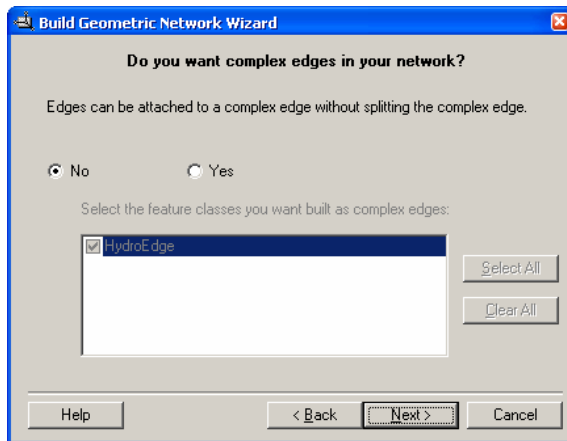 Build Geometric Network Wizard
Do you want complex edges in your network?
Edges can be attached to a complex edge without splitting the complex edge.
No Yes
Select the feature classes you want built as complex edges:
HydroEdge
Select All
Clear All
Help < Back Next > Cancel